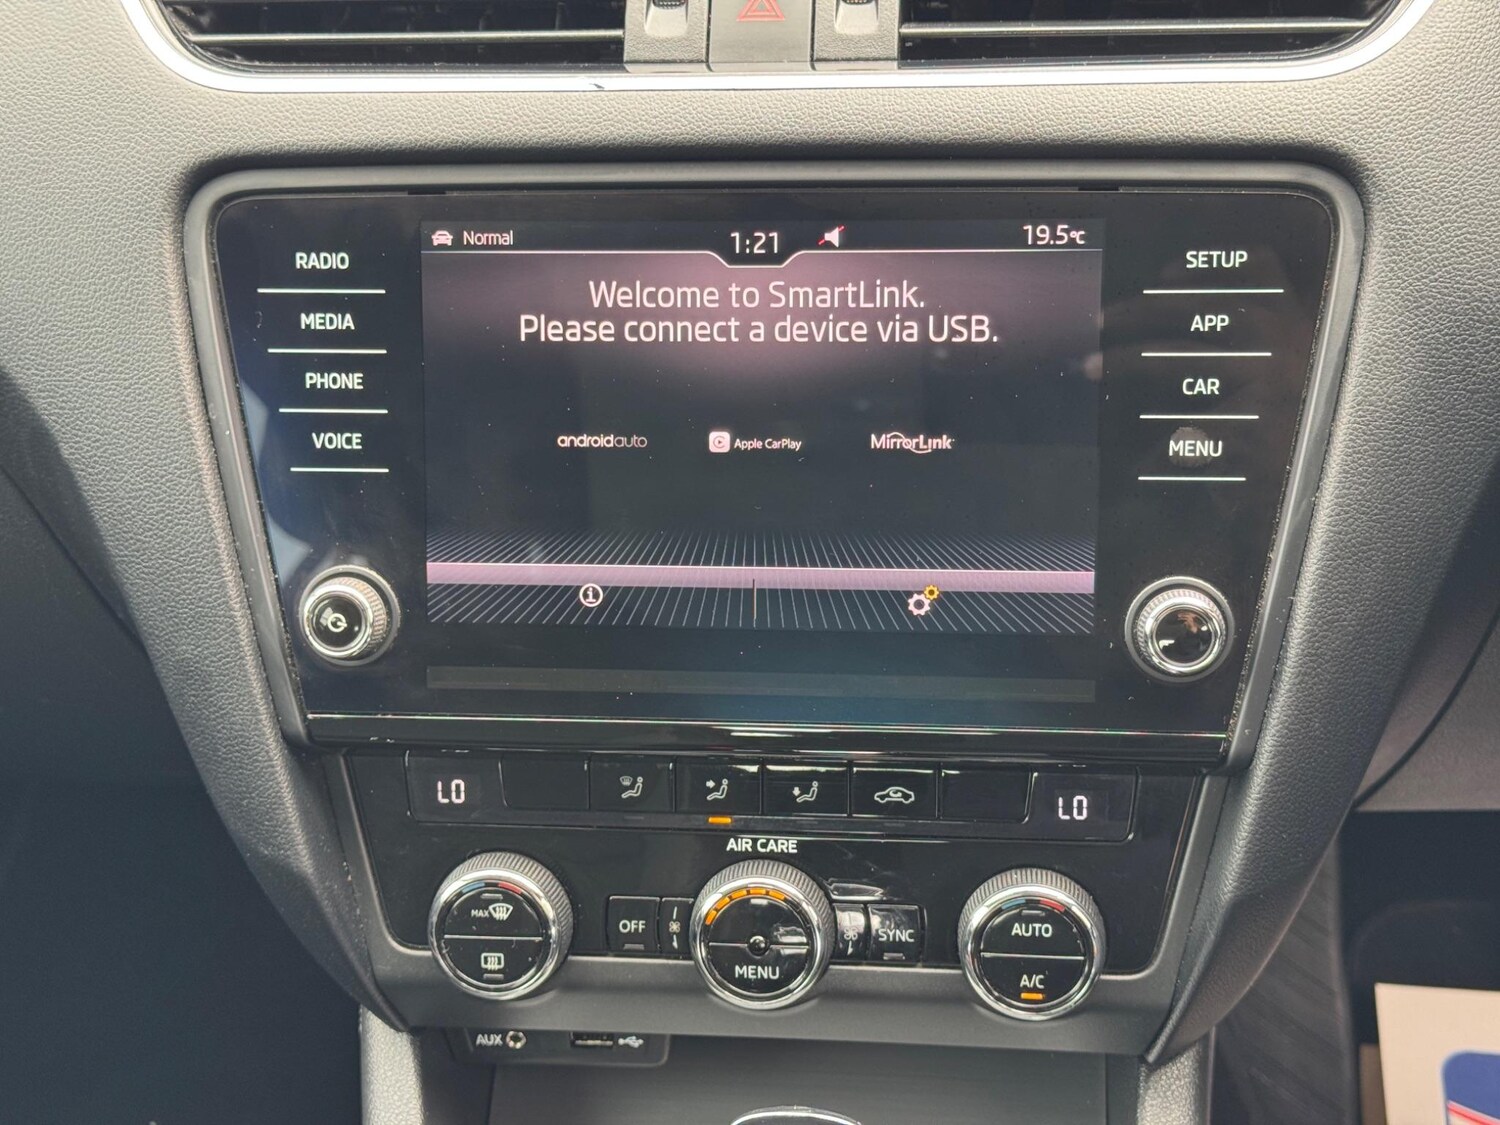 Normal
1:21
19.5°C
Welcome to SmartLink.
Please connect a device via USB.
androidauto
Apple CarPlay
MirrorLink
RADIO
MEDIA
PHONE
VOICE
SETUP
APP
CAR
MENU
LO
LO
AIR CARE
MAX
OFF
MENU
SYNC
AUTO
A/C
AUX